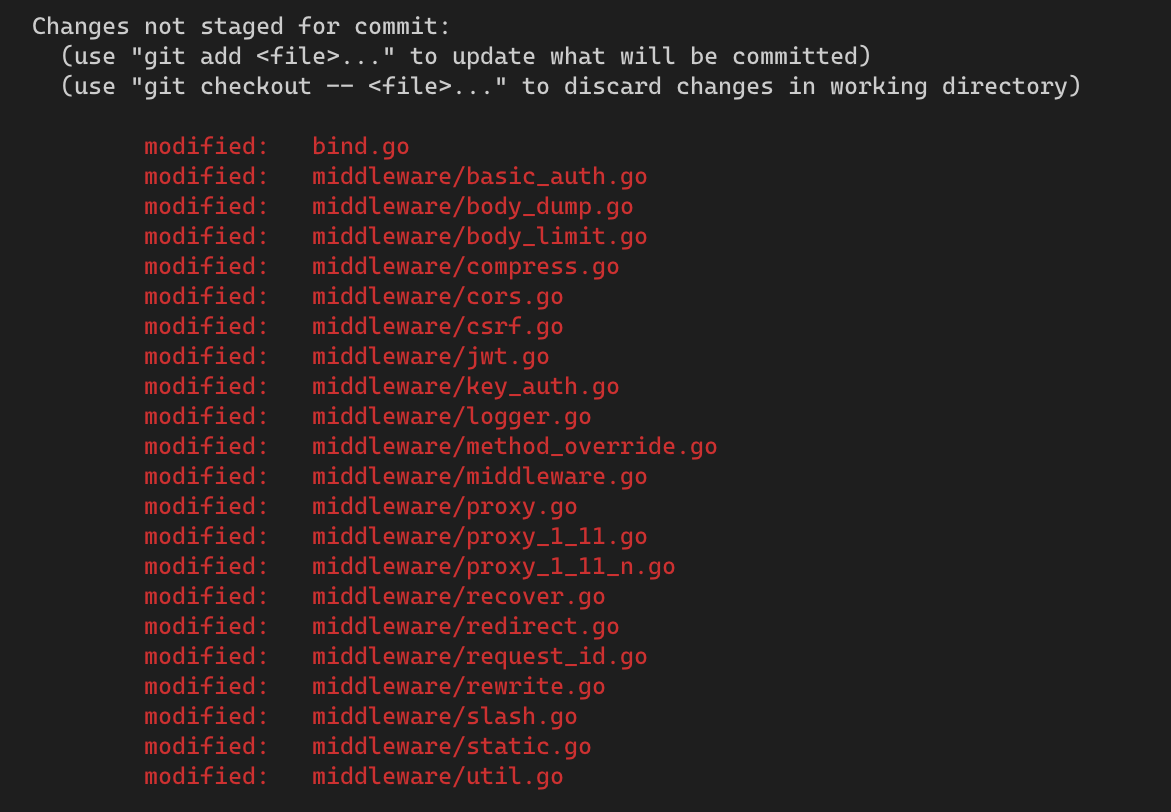 Changes not staged for commit:
  (use "git add <file>..." to update what will be committed)
  (use "git checkout -- <file>..." to discard changes in working directory)

        modified:   bind.go
        modified:   middleware/basic_auth.go
        modified:   middleware/body_dump.go
        modified:   middleware/body_limit.go
        modified:   middleware/compress.go
        modified:   middleware/cors.go
        modified:   middleware/csrf.go
        modified:   middleware/jwt.go
        modified:   middleware/key_auth.go
        modified:   middleware/logger.go
        modified:   middleware/method_override.go
        modified:   middleware/middleware.go
        modified:   middleware/proxy.go
        modified:   middleware/proxy_1_11.go
        modified:   middleware/proxy_1_11_n.go
        modified:   middleware/recover.go
        modified:   middleware/redirect.go
        modified:   middleware/request_id.go
        modified:   middleware/rewrite.go
        modified:   middleware/slash.go
        modified:   middleware/static.go
        modified:   middleware/util.go